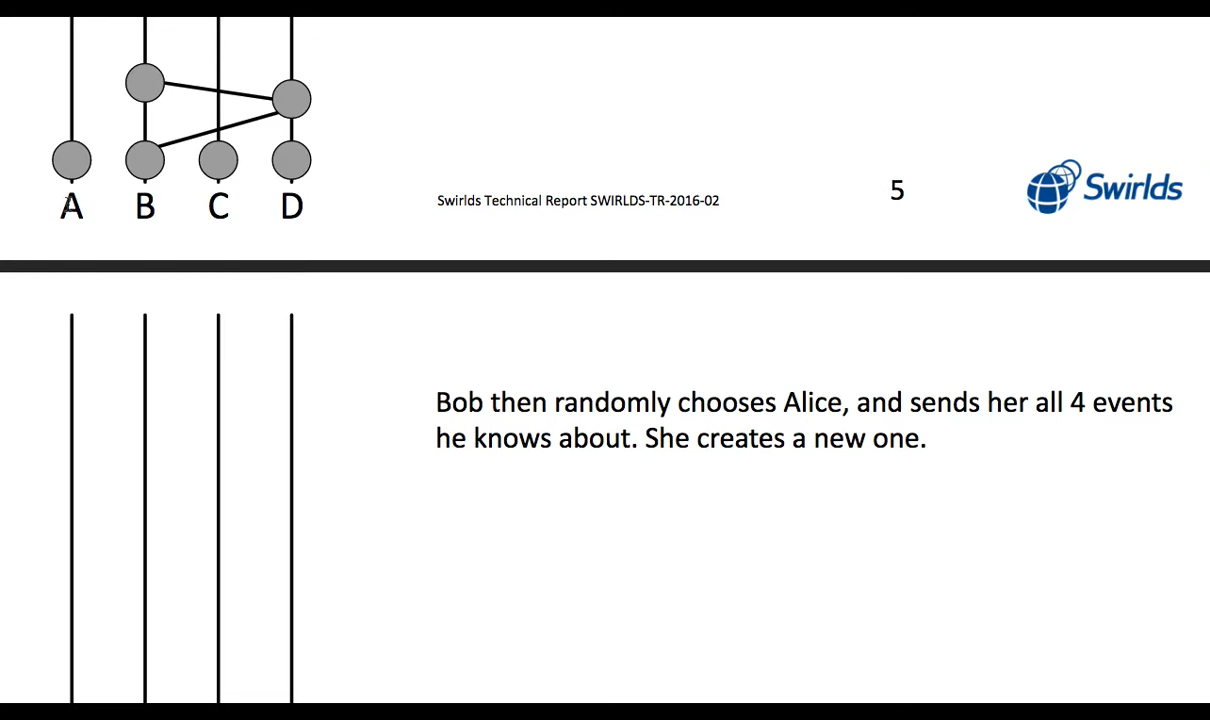 A B C D
Swirlds Technical Report SWIRLDS-TR-2016-02
5
Swirlds
Bob then randomly chooses Alice, and sends her all 4 events
he knows about. She creates a new one.